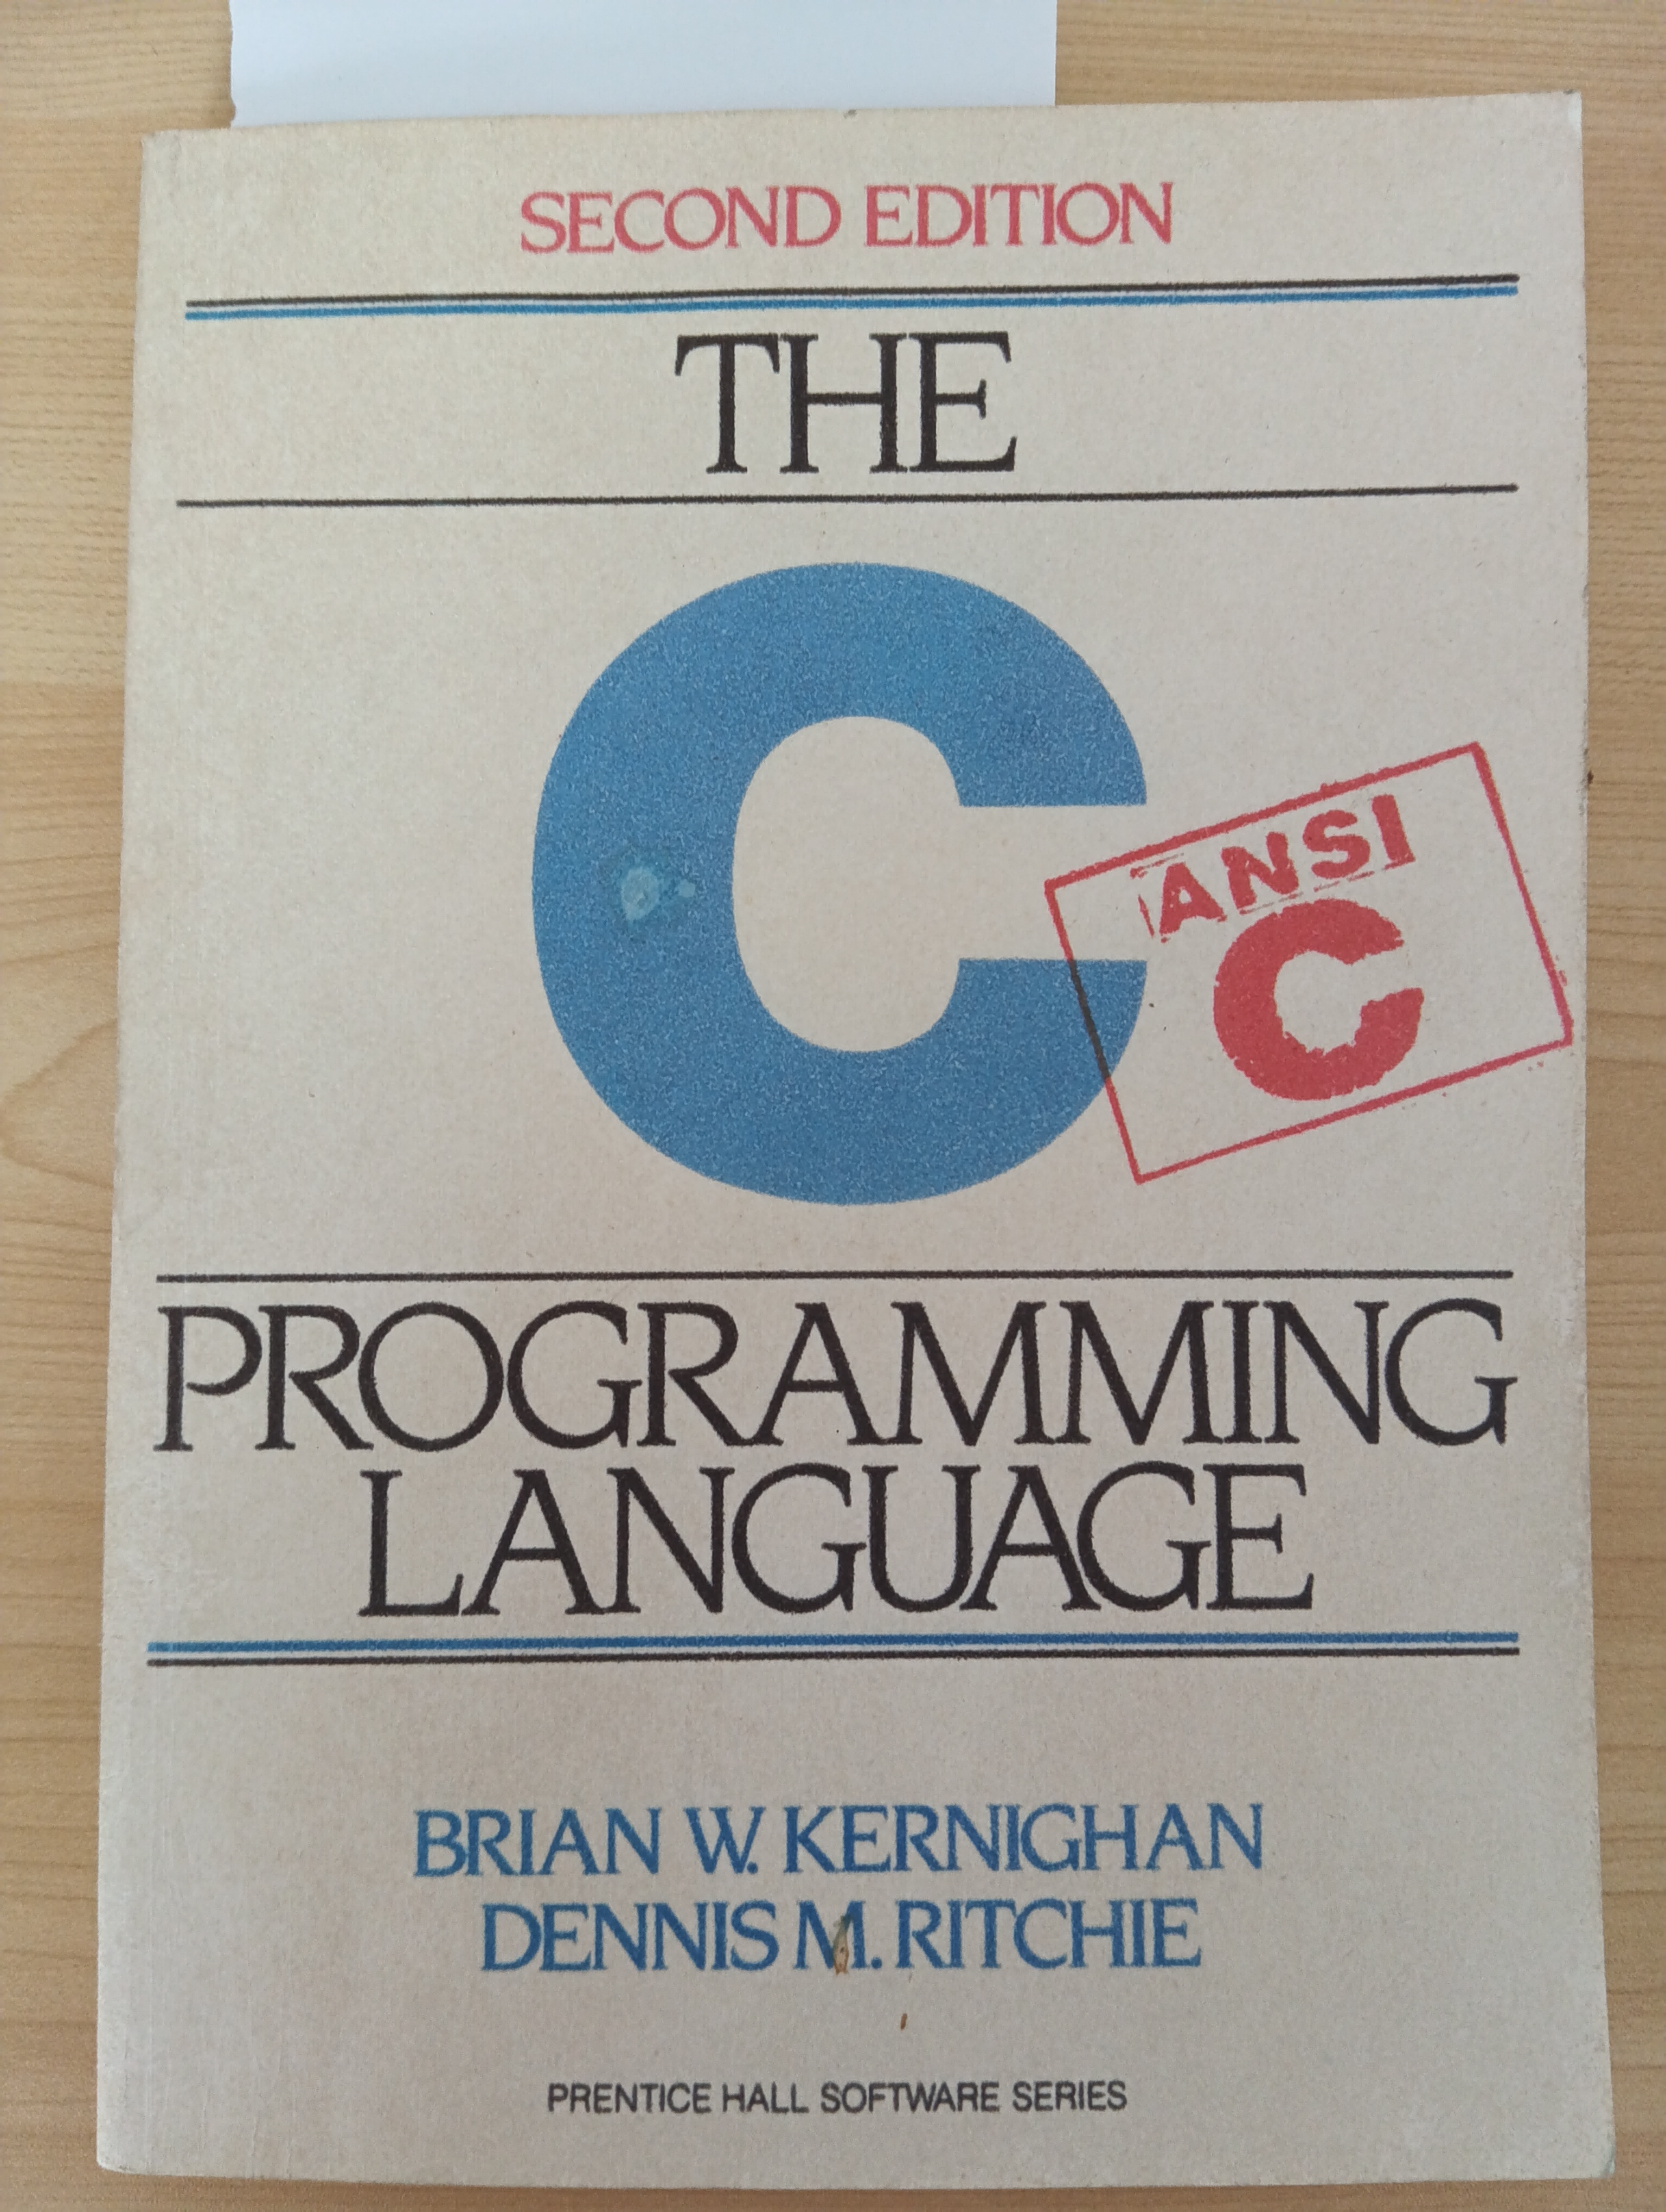 SECOND EDITION
THE
C
ANSI
C
PROGRAMMING
LANGUAGE
BRIAN W. KERNIGHAN
DENNIS M. RITCHIE
PRENTICE HALL SOFTWARE SERIES